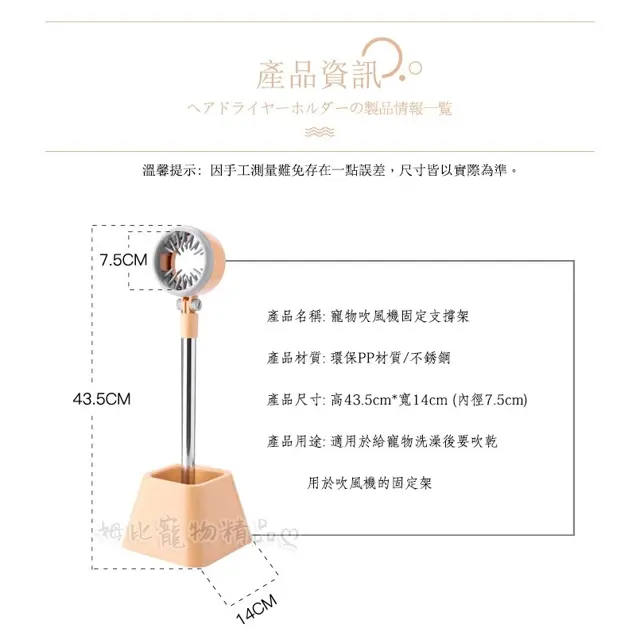 產品資訊
ヘアドライヤーホルダーの製品情報一覧
溫馨提示: 因手工測量難免存在一點誤差，尺寸皆以實際為準。
7.5CM
43.5CM
14CM
產品名稱: 寵物吹風機固定支撐架
產品材質: 環保PP材質/不銹鋼
產品尺寸: 高43.5cm*寬14cm (內徑7.5cm)
產品用途: 適用於給寵物洗澡後要吹乾
用於吹風機的固定架
姆比寵物精品